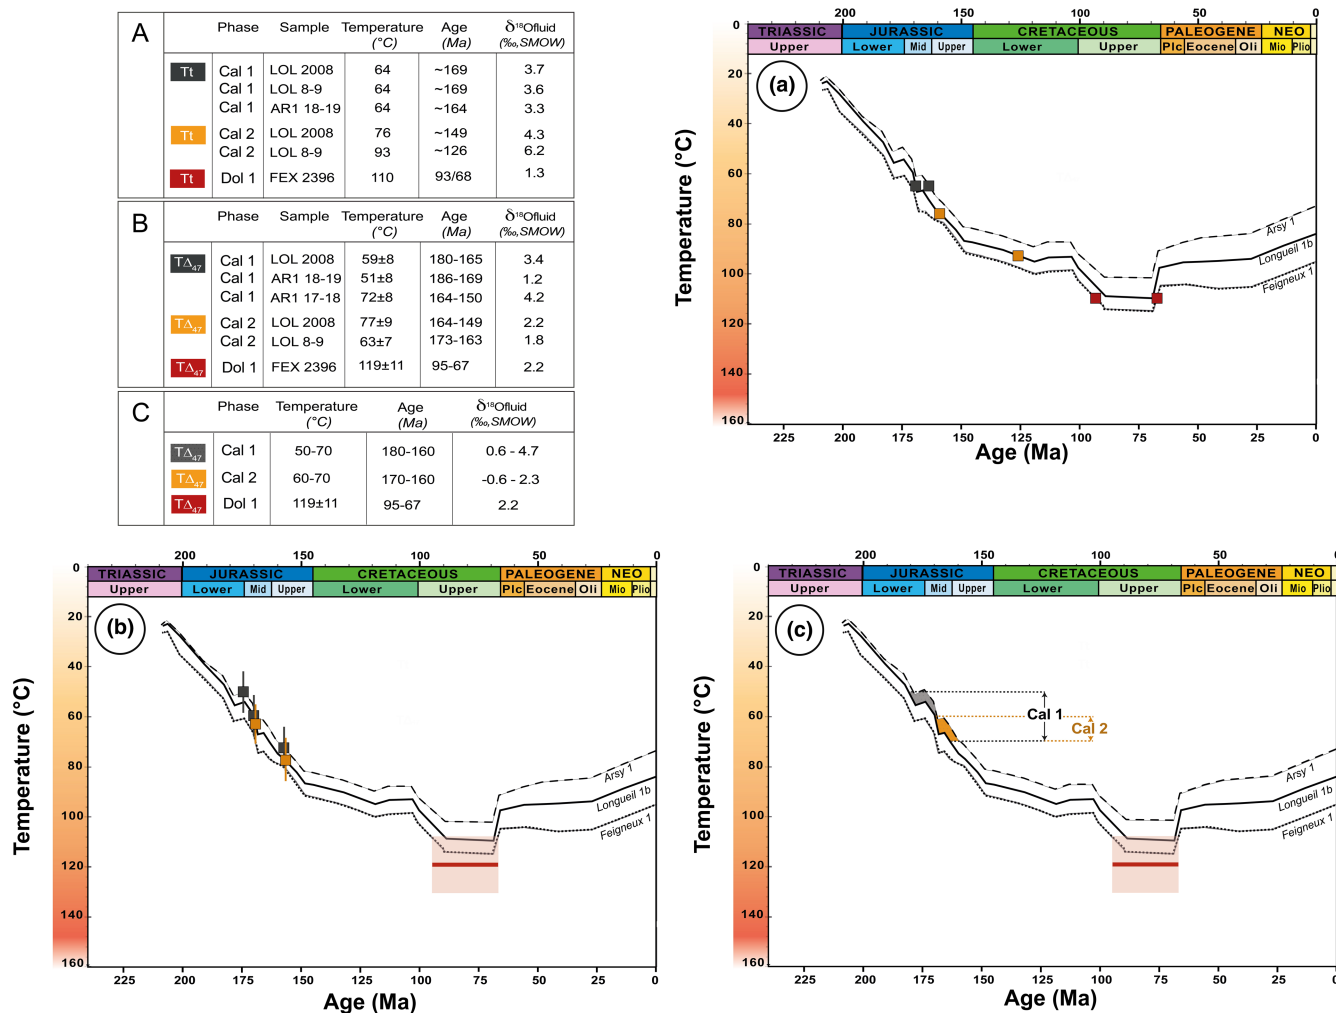 A
Phase Sample Temperature (°C) Age (Ma) δ18Ofluid (‰,SMOW)
Tt Cal 1 LOL 2008 64 ~169 3.7
Cal 1 LOL 8-9 64 ~169 3.6
Cal 1 AR1 18-19 64 ~164 3.3
Tt Cal 2 LOL 2008 76 ~149 4.3
Cal 2 LOL 8-9 93 ~126 6.2
Tt Dol 1 FEX 2396 110 93/68 1.3
B
Phase Sample Temperature (°C) Age (Ma) δ18Ofluid (‰,SMOW)
TΔ47 Cal 1 LOL 2008 59±8 180-165 3.4
Cal 1 AR1 18-19 51±8 186-169 1.2
Cal 1 AR1 17-18 72±8 164-150 4.2
TΔ47 Cal 2 LOL 2008 77±9 164-149 2.2
Cal 2 LOL 8-9 63±7 173-163 1.8
TΔ47 Dol 1 FEX 2396 119±11 95-67 2.2
C
Phase Temperature (°C) Age (Ma) δ18Ofluid (‰,SMOW)
TΔ47 Cal 1 50-70 180-160 0.6 - 4.7
TΔ47 Cal 2 60-70 170-160 -0.6 - 2.3
TΔ47 Dol 1 119±11 95-67 2.2
200 150 100 50 0
0
TRIASSIC JURASSIC CRETACEOUS PALEOGENE NEO
Upper Lower Mid Upper Lower Upper Plc Eocene Oli Mio Plio
(a)
20
40
60
80
100
120
140
160
Temperature (°C)
Arsy 1
Longueil 1b
Feigneux 1
225 200 175 150 125 100 75 50 25 0
Age (Ma)
200 150 100 50 0
0
TRIASSIC JURASSIC CRETACEOUS PALEOGENE NEO
Upper Lower Mid Upper Lower Upper Plc Eocene Oli Mio Plio
(b)
20
40
60
80
100
120
140
160
Temperature (°C)
Arsy 1
Longueil 1b
Feigneux 1
225 200 175 150 125 100 75 50 25 0
Age (Ma)
200 150 100 50 0
0
TRIASSIC JURASSIC CRETACEOUS PALEOGENE NEO
Upper Lower Mid Upper Lower Upper Plc Eocene Oli Mio Plio
(c)
20
40
60
80
100
120
140
160
Temperature (°C)
Cal 1
Cal 2
Arsy 1
Longueil 1b
Feigneux 1
225 200 175 150 125 100 75 50 25 0
Age (Ma)